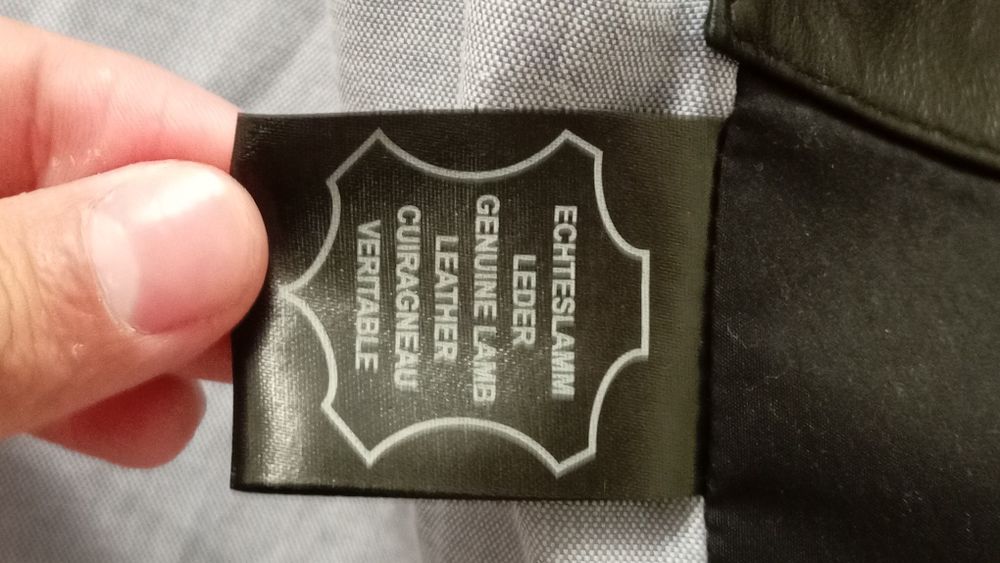 ECHTESLAMM
LEDER
GENUINE LAMB
LEATHER
CUIRAGNEAU
VERITABLE